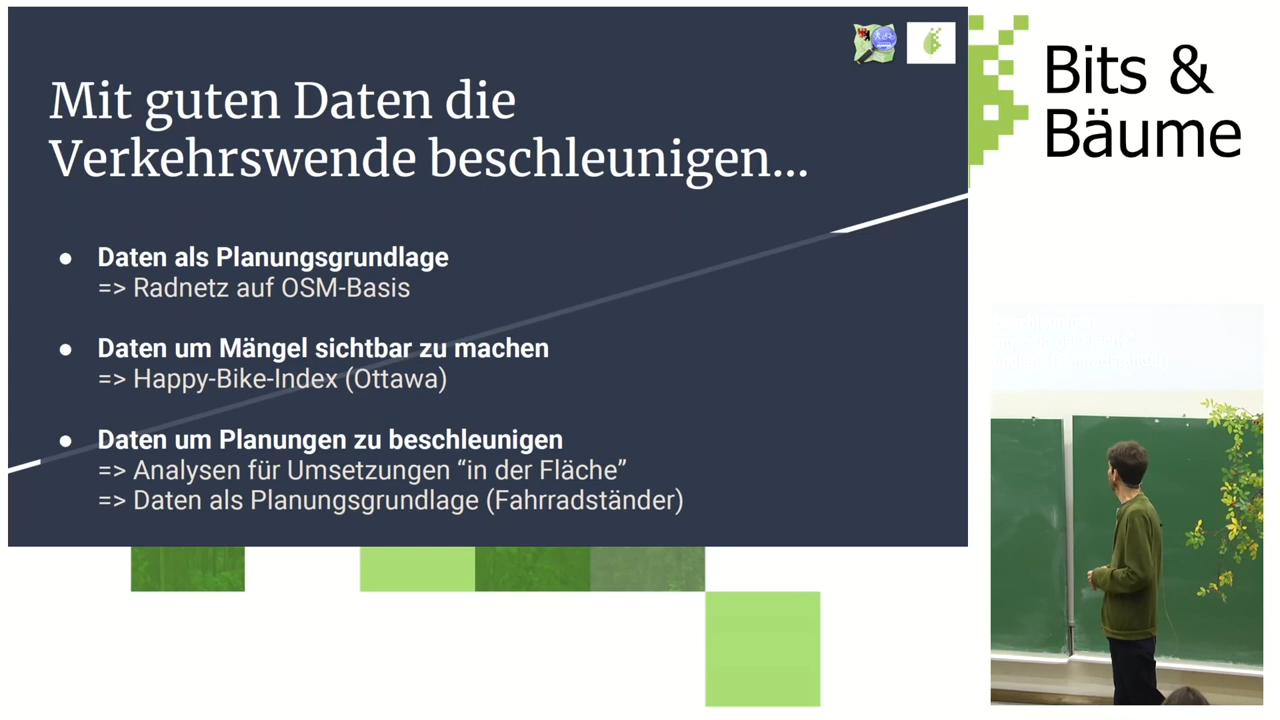 Mit guten Daten die
Verkehrswende beschleunigen...
● Daten als Planungsgrundlage
=> Radnetz auf OSM-Basis
● Daten um Mängel sichtbar zu machen
=> Happy-Bike-Index (Ottawa)
● Daten um Planungen zu beschleunigen
=> Analysen für Umsetzungen “in der Fläche”
=> Daten als Planungsgrundlage (Fahrradständer)
Bits &
Bäume